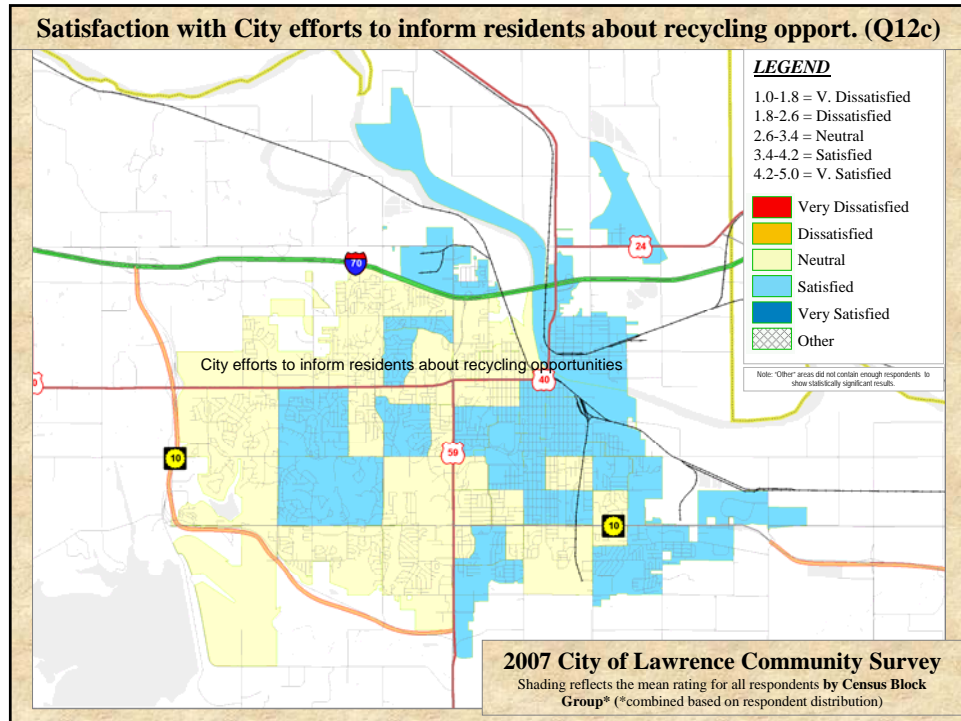 Satisfaction with City efforts to inform residents about recycling opport. (Q12c)
LEGEND
1.0-1.8 = V. Dissatisfied
1.8-2.6 = Dissatisfied
2.6-3.4 = Neutral
3.4-4.2 = Satisfied
4.2-5.0 = V. Satisfied
Very Dissatisfied
Dissatisfied
Neutral
Satisfied
Very Satisfied
Other
Note: "Other" areas did not contain enough respondents to
show statistically significant results.
24
70
City efforts to inform residents about recycling opportunities
40
59
10
10
2007 City of Lawrence Community Survey
Shading reflects the mean rating for all respondents by Census Block
Group* (*combined based on respondent distribution)